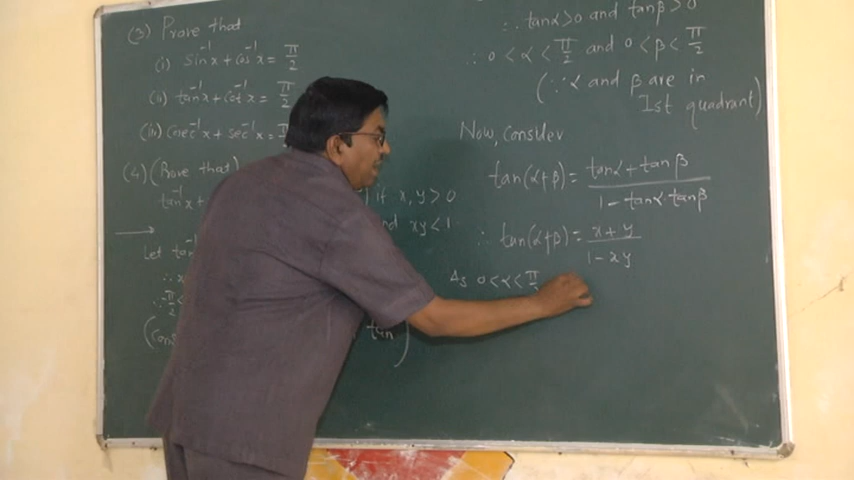 (3) Prove that
(i) sin⁻¹x + cos⁻¹x = π/2
(ii) tan⁻¹x + cot⁻¹x = π/2
(iii) cosec⁻¹x + sec⁻¹x =
(4) (Prove that)
tan⁻¹x +
if x, y > 0
and xy < 1
→
Let tan⁻¹
∴ x
∵ -π/2 <
tan )
∴ tanα > 0 and tanβ > 0
∴ 0 < α < π/2 and 0 < β < π/2
(∵ α and β are in
1st quadrant)
Now, consider
tan(α+β) = (tanα + tanβ)/(1 - tanα·tanβ)
∴ tan(α+β) = (x + y)/(1 - xy)
As 0 < α < π/2